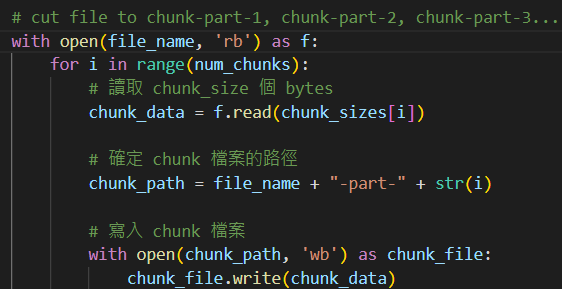 # cut file to chunk-part-1, chunk-part-2, chunk-part-3...
with open(file_name, 'rb') as f:
    for i in range(num_chunks):
        # 讀取 chunk_size 個 bytes
        chunk_data = f.read(chunk_sizes[i])

        # 確定 chunk 檔案的路徑
        chunk_path = file_name + "-part-" + str(i)

        # 寫入 chunk 檔案
        with open(chunk_path, 'wb') as chunk_file:
            chunk_file.write(chunk_data)